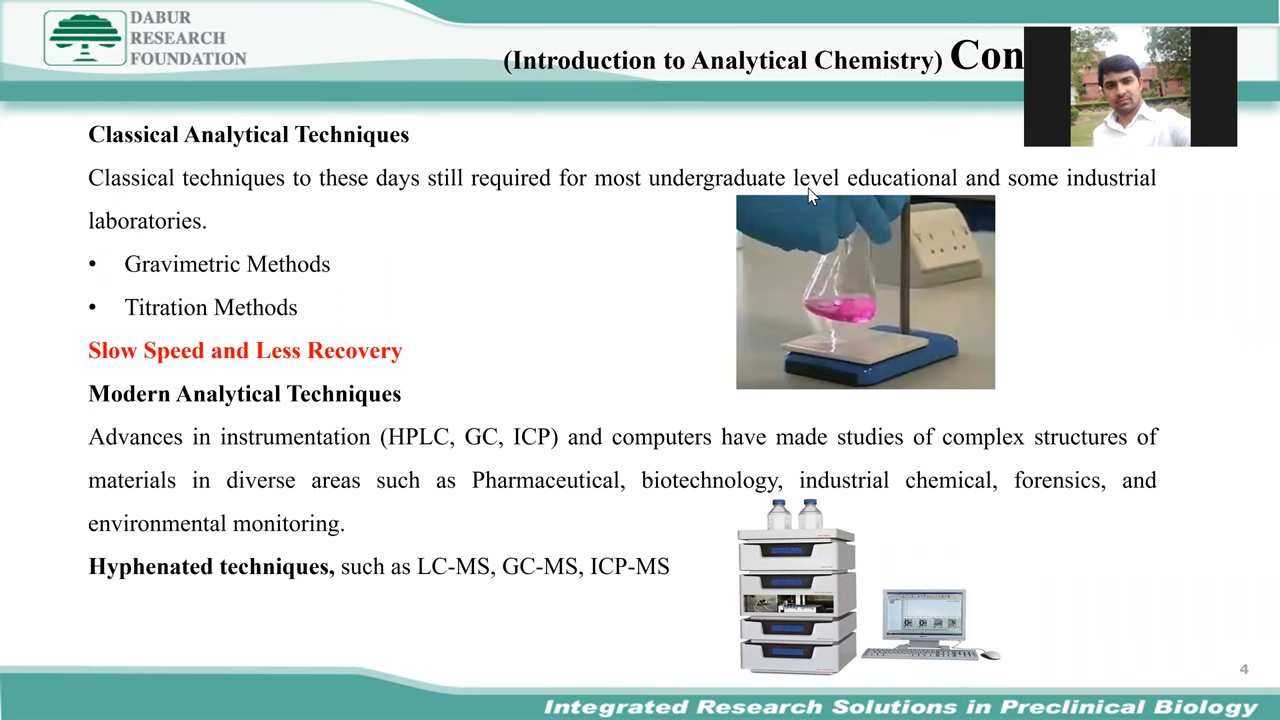 DABUR
RESEARCH
FOUNDATION
(Introduction to Analytical Chemistry) Con
Classical Analytical Techniques
Classical techniques to these days still required for most undergraduate level educational and some industrial
laboratories.
• Gravimetric Methods
• Titration Methods
Slow Speed and Less Recovery
Modern Analytical Techniques
Advances in instrumentation (HPLC, GC, ICP) and computers have made studies of complex structures of
materials in diverse areas such as Pharmaceutical, biotechnology, industrial chemical, forensics, and
environmental monitoring.
Hyphenated techniques, such as LC-MS, GC-MS, ICP-MS
4
Integrated Research Solutions in Preclinical Biology